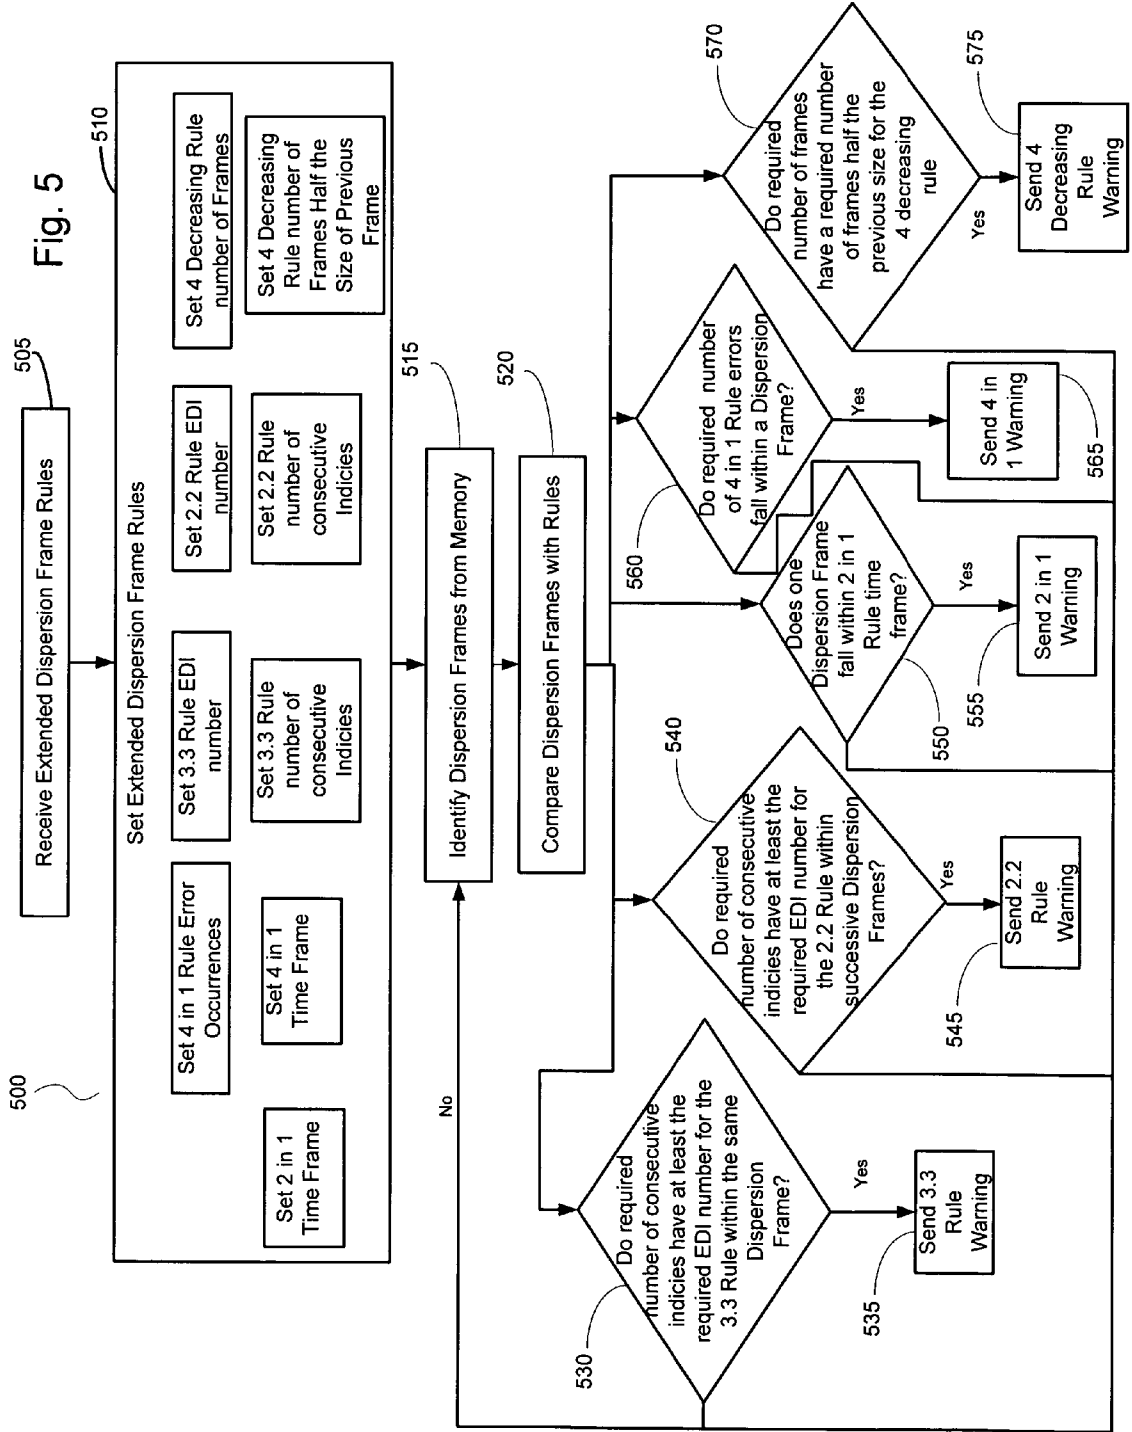 Fig. 5
500
505
Receive Extended Dispersion Frame Rules
510
Set Extended Dispersion Frame Rules
Set 4 in 1 Rule Error
Occurrences
Set 3.3 Rule EDI
number
Set 2.2 Rule EDI
number
Set 4 Decreasing Rule
number of Frames
Set 2 in 1
Time Frame
Set 4 in 1
Time Frame
Set 3.3 Rule
number of
consecutive
Indicies
Set 2.2 Rule
number of
consecutive
Indicies
Set 4 Decreasing
Rule number of
Frames Half the
Size of Previous
Frame
515
Identify Dispersion Frames from Memory
520
Compare Dispersion Frames with Rules
No
530
Do required
number of consecutive
indicies have at least the
required EDI number for the
3.3 Rule within the same
Dispersion
Frame?
Yes
535
Send 3.3
Rule
Warning
540
Do required
number of consecutive
indicies have at least the
required EDI number for
the 2.2 Rule within
successive Dispersion
Frames?
Yes
545
Send 2.2
Rule
Warning
550
Does one
Dispersion Frame
fall within 2 in 1
Rule time
frame?
Yes
555
Send 2 in 1
Warning
560
Do required number
of 4 in 1 Rule errors
fall within a Dispersion
Frame?
Yes
Send 4 in
1 Warning
565
570
Do required
number of frames
have a required number
of frames half the
previous size for the
4 decreasing
rule
Yes
575
Send 4
Decreasing
Rule
Warning